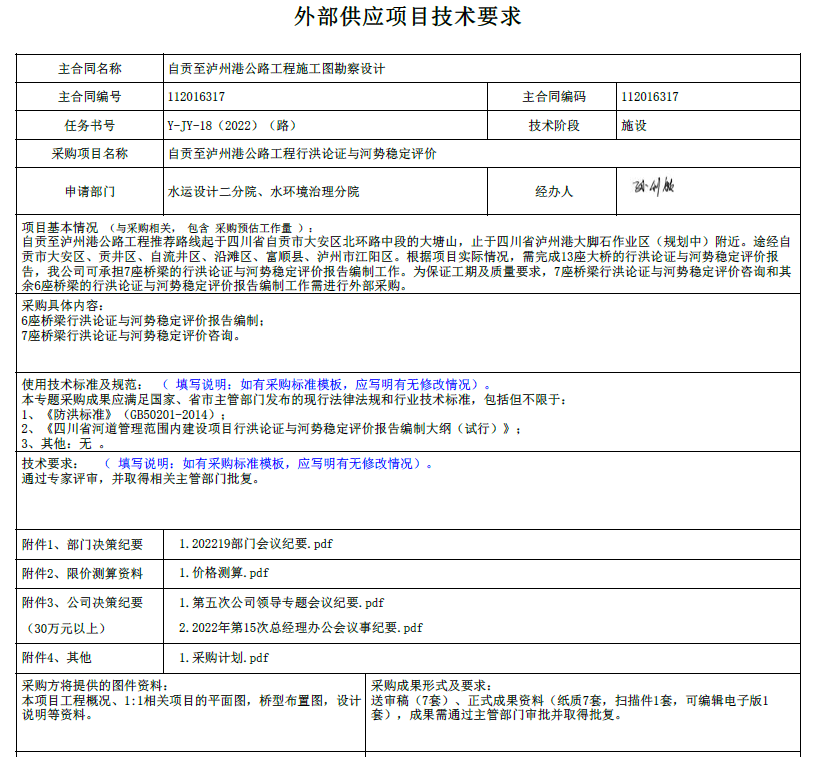 外部供应项目技术要求
主合同名称 自贡至泸州港公路工程施工图勘察设计
主合同编号 112016317 主合同编码 112016317
任务书号 Y-JY-18（2022）（路） 技术阶段 施设
采购项目名称 自贡至泸州港公路工程行洪论证与河势稳定评价
申请部门 水运设计二分院、水环境治理分院 经办人
项目基本情况 （与采购相关， 包含 采购预估工作量 ）：
自贡至泸州港公路工程推荐路线起于四川省自贡市大安区北环路中段的大塘山，止于四川省泸州港大脚石作业区（规划中）附近。途经自
贡市大安区、贡井区、自流井区、沿滩区、富顺县、泸州市江阳区。根据项目实际情况，需完成13座大桥的行洪论证与河势稳定评价报
告，我公司可承担7座桥梁的行洪论证与河势稳定评价报告编制工作。为保证工期及质量要求，7座桥梁行洪论证与河势稳定评价咨询和其
余6座桥梁的行洪论证与河势稳定评价报告编制工作需进行外部采购。
采购具体内容：
6座桥梁行洪论证与河势稳定评价报告编制；
7座桥梁行洪论证与河势稳定评价咨询。
使用技术标准及规范： （ 填写说明：如有采购标准模板，应写明有无修改情况）。
本专题采购成果应满足国家、省市主管部门发布的现行法律法规和行业技术标准，包括但不限于：
1、《防洪标准》（GB50201-2014）；
2、《四川省河道管理范围内建设项目行洪论证与河势稳定评价报告编制大纲（试行）》；
3、其他：无 。
技术要求： （ 填写说明：如有采购标准模板，应写明有无修改情况）。
通过专家评审，并取得相关主管部门批复。
附件1、部门决策纪要 1.202219部门会议纪要.pdf
附件2、限价测算资料 1.价格测算.pdf
附件3、公司决策纪要 1.第五次公司领导专题会议纪要.pdf
（30万元以上） 2.2022年第15次总经理办公会议事纪要.pdf
附件4、其他 1.采购计划.pdf
采购方将提供的图件资料： 采购成果形式及要求：
本项目工程概况、1:1相关项目的平面图，桥型布置图，设计 送审稿（7套）、正式成果资料（纸质7套，扫描件1套，可编辑电子版1
说明等资料。 套），成果需通过主管部门审批并取得批复。